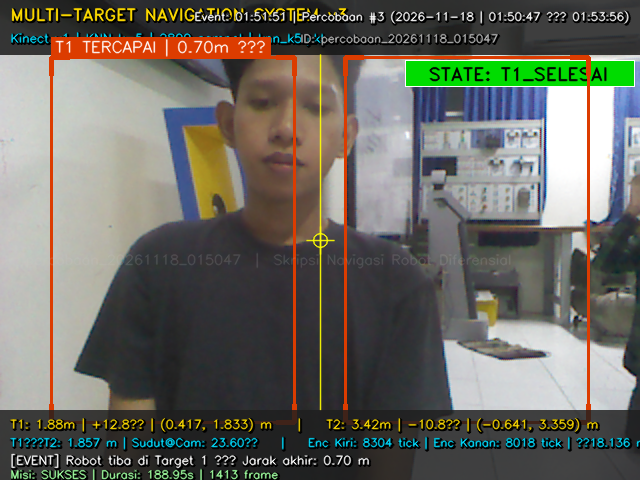 MULTI-TARGET NAVIGATION SYSTEM v3
Event: 01:51:51 | Percobaan #3 (2026-11-18 | 01:50:47 ??? 01:53:56)
ID: percobaan_20261118_015047
T1 TERCAPAI | 0.70m ???
STATE: T1_SELESAI
20261118_015047 | Skripsi Navigasi Robot Diferensial
T1: 1.88m | +12.8?? | (0.417, 1.833) m | T2: 3.42m | -10.8?? | (-0.641, 3.359) m
T1???T2: 1.857 m | Sudut@Cam: 23.60?? | Enc Kiri: 8304 tick | Enc Kanan: 8018 tick | ??18.136
[EVENT] Robot tiba di Target 1 ??? Jarak akhir: 0.70 m
Misi: SUKSES | Durasi: 188.95s | 1413 frame